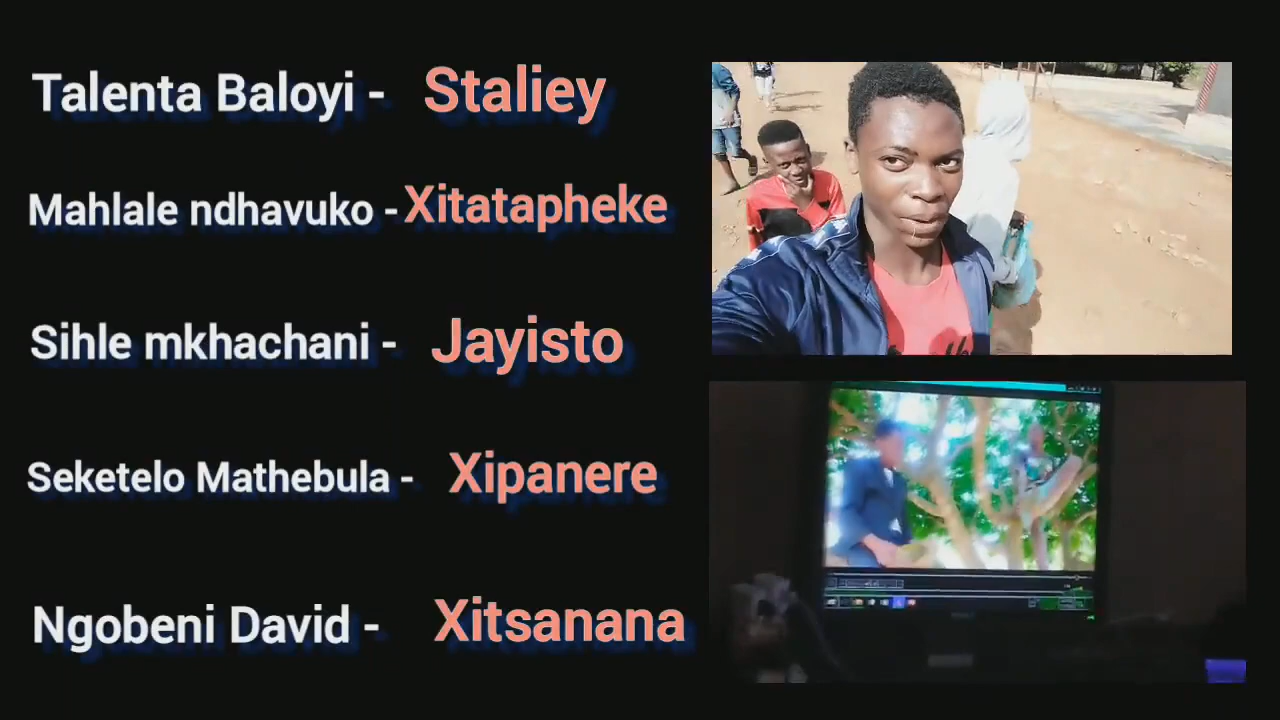 Talenta Baloyi - Staliey
Mahlale ndhavuko - Xitatapheke
Sihle mkhachani - Jayisto
Seketelo Mathebula - Xipanere
Ngobeni David - Xitsanana